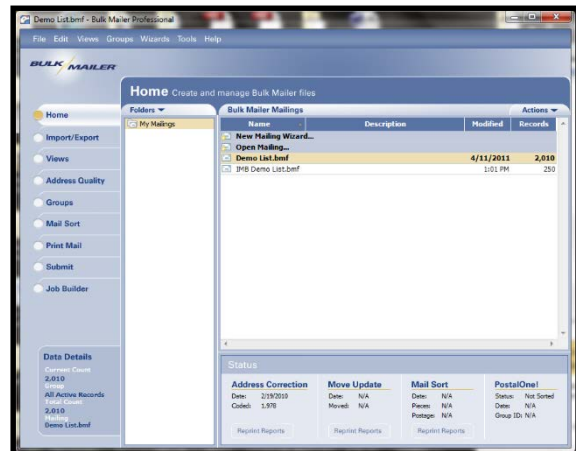 Demo List.bmf - Bulk Mailer Professional
File Edit Views Groups Wizards Tools Help
BULK MAILER
Home Create and manage Bulk Mailer files
Home
Import/Export
Views
Address Quality
Groups
Mail Sort
Print Mail
Submit
Job Builder
Folders
My Mailings
Bulk Mailer Mailings Actions
Name Description Modified Records
New Mailing Wizard...
Open Mailing...
Demo List.bmf 4/11/2011 2,010
IMB Demo List.bmf 1:01 PM 250
Data Details
Current Count
2,010
Group
All Active Records
Total Count
2,010
Mailing
Demo List.bmf
Status
Address Correction
Date: 2/19/2010
Coded: 1,978
Reprint Reports
Move Update
Date: N/A
Moved: N/A
Reprint Reports
Mail Sort
Date: N/A
Pieces: N/A
Postage: N/A
Reprint Reports
PostalOne!
Status: Not Sorted
Date: N/A
Group ID: N/A